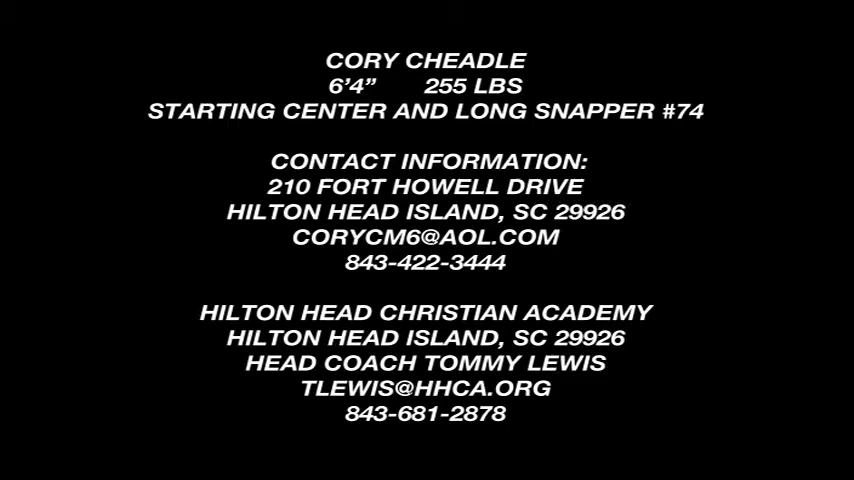 CORY CHEADLE
6’4” 255 LBS
STARTING CENTER AND LONG SNAPPER #74
CONTACT INFORMATION:
210 FORT HOWELL DRIVE
HILTON HEAD ISLAND, SC 29926
CORYCM6@AOL.COM
843-422-3444
HILTON HEAD CHRISTIAN ACADEMY
HILTON HEAD ISLAND, SC 29926
HEAD COACH TOMMY LEWIS
TLEWIS@HHCA.ORG
843-681-2878